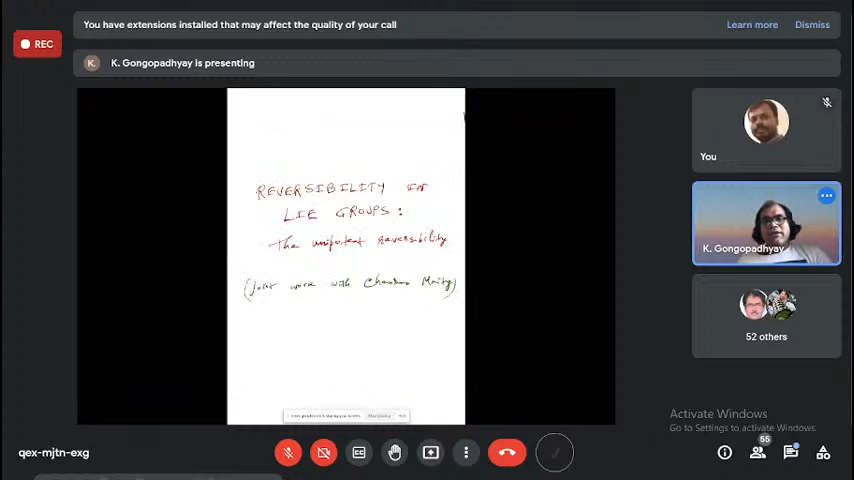 You have extensions installed that may affect the quality of your call
Learn more
Dismiss
REC
K.
K. Gongopadhyay is presenting
REVERSIBILITY IN
LIE GROUPS:
The unipotent reversibility
(Joint work with Chandan Maity)
You
K. Gongopadhyay
52 others
Activate Windows
Go to Settings to activate Windows.
qex-mjtn-exg
55